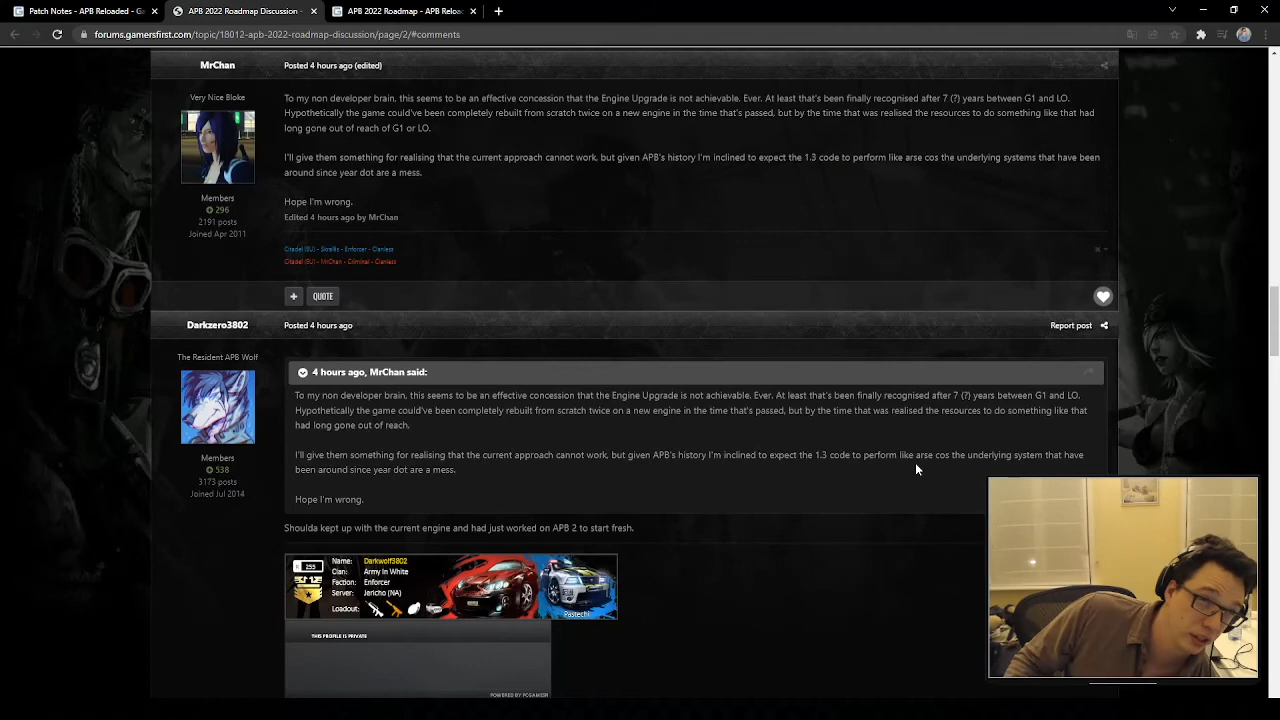 Patch Notes - APB Reloaded - Ga
APB 2022 Roadmap Discussion -
APB 2022 Roadmap - APB Reloa
forums.gamersfirst.com/topic/18012-apb-2022-roadmap-discussion/page/2/#comments
MrChan
Posted 4 hours ago (edited)
Very Nice Bloke
Members
296
2191 posts
Joined Apr 2011
To my non developer brain, this seems to be an effective concession that the Engine Upgrade is not achievable. Ever. At least that's been finally recognised after 7 (?) years between G1 and LO.
Hypothetically the game could've been completely rebuilt from scratch twice on a new engine in the time that's passed, but by the time that was realised the resources to do something like that had
long gone out of reach of G1 or LO.
I'll give them something for realising that the current approach cannot work, but given APB's history I'm inclined to expect the 1.3 code to perform like arse cos the underlying systems that have been
around since year dot are a mess.
Hope I'm wrong.
Edited 4 hours ago by MrChan
Citadel (EU) - Skrallis - Enforcer - Clanless
Citadel (EU) - MrChan - Criminal - Clanless
+ QUOTE
Darkzero3802
Posted 4 hours ago
Report post
The Resident APB Wolf
Members
538
3173 posts
Joined Jul 2014
4 hours ago, MrChan said:
To my non developer brain, this seems to be an effective concession that the Engine Upgrade is not achievable. Ever. At least that's been finally recognised after 7 (?) years between G1 and LO.
Hypothetically the game could've been completely rebuilt from scratch twice on a new engine in the time that's passed, but by the time that was realised the resources to do something like that
had long gone out of reach.
I'll give them something for realising that the current approach cannot work, but given APB's history I'm inclined to expect the 1.3 code to perform like arse cos the underlying system that have
been around since year dot are a mess.
Hope I'm wrong.
Shoulda kept up with the current engine and had just worked on APB 2 to start fresh.
255
Name: Darkwolf3802
Clan: Army In White
Faction: Enforcer
Server: Jericho (NA)
Loadout:
Pastechi
THIS PROFILE IS PRIVATE
POWERED BY PCGAMESN